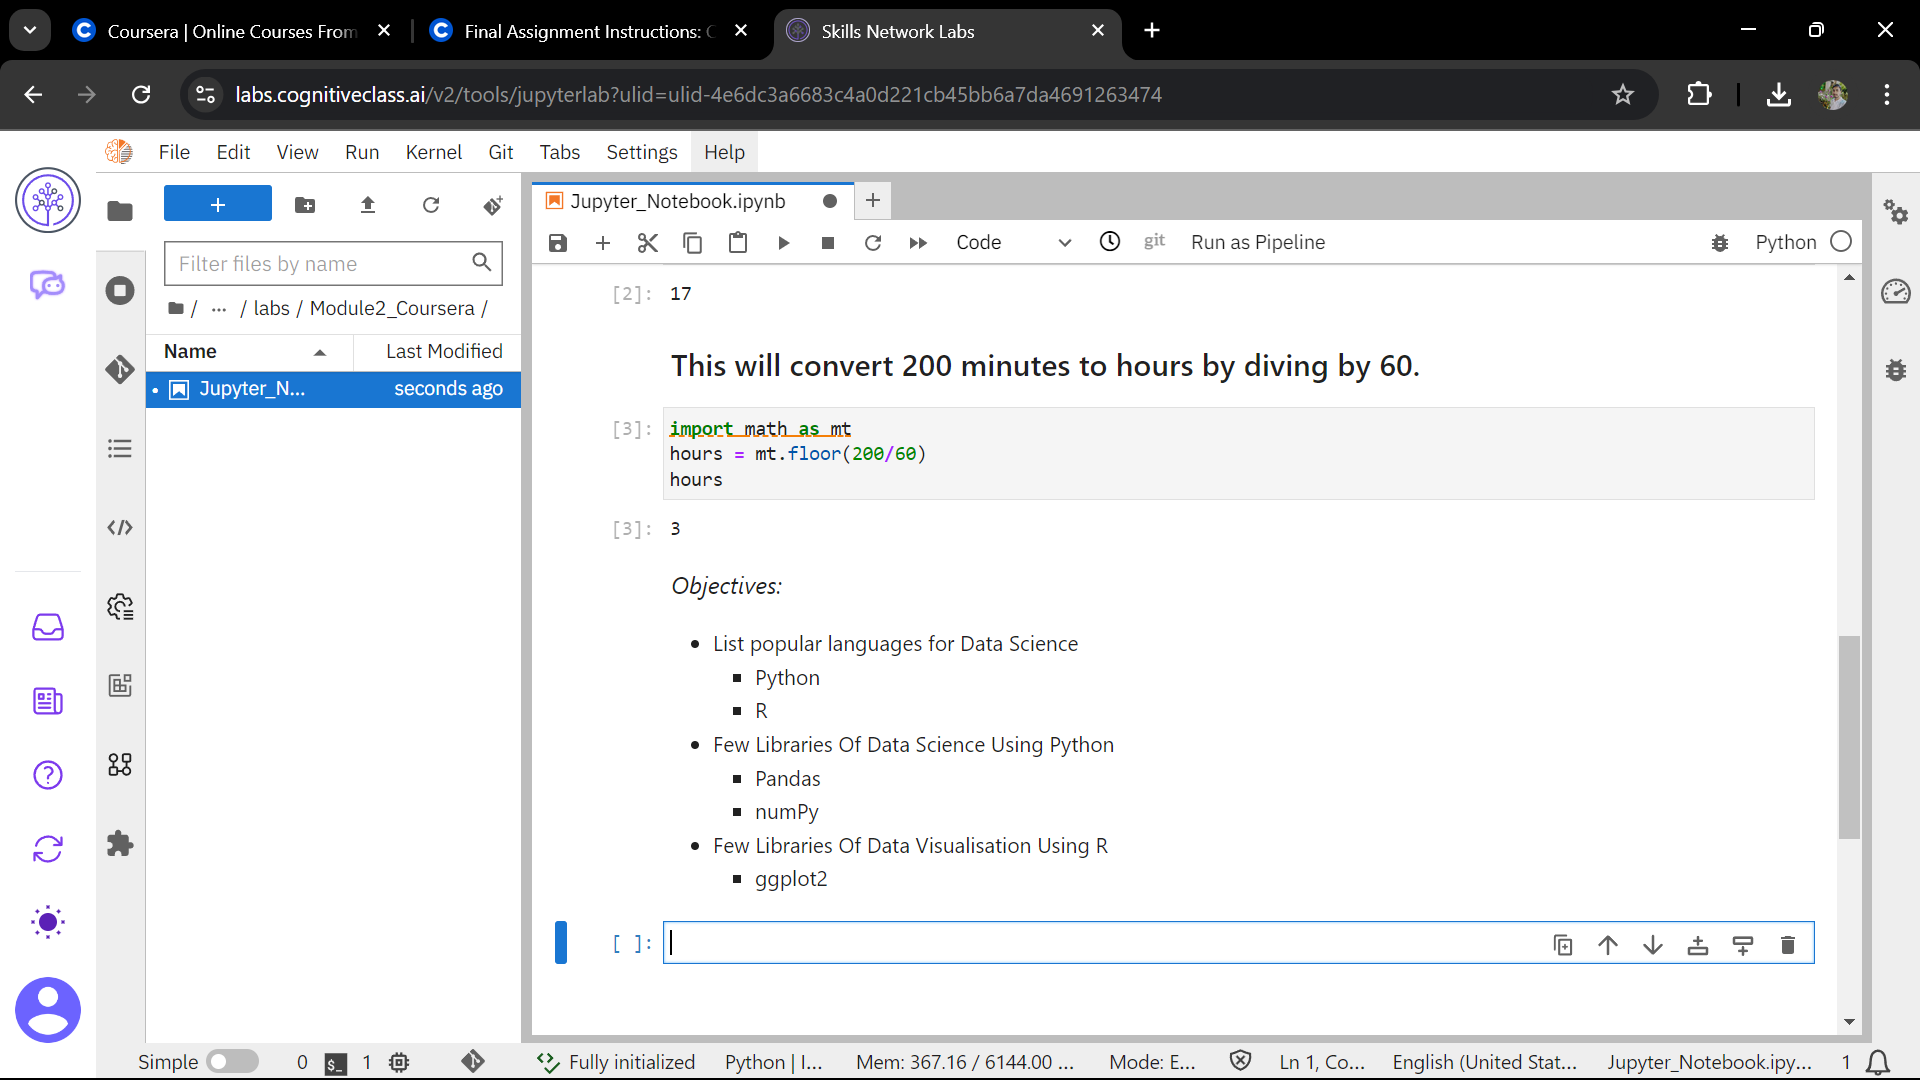 Coursera | Online Courses From
Final Assignment Instructions: C
Skills Network Labs
labs.cognitiveclass.ai/v2/tools/jupyterlab?ulid=ulid-4e6dc3a6683c4a0d221cb45bb6a7da4691263474
File Edit View Run Kernel Git Tabs Settings Help
Filter files by name
/ ... / labs / Module2_Coursera /
Name Last Modified
Jupyter_N... seconds ago
Jupyter_Notebook.ipynb
Code git Run as Pipeline Python
[2]: 17
This will convert 200 minutes to hours by diving by 60.
[3]: import math as mt
hours = mt.floor(200/60)
hours
[3]: 3
Objectives:
• List popular languages for Data Science
▪ Python
▪ R
• Few Libraries Of Data Science Using Python
▪ Pandas
▪ numPy
• Few Libraries Of Data Visualisation Using R
▪ ggplot2
[ ]:
Simple 0 $_ 1 Fully initialized Python | I... Mem: 367.16 / 6144.00 ... Mode: E... Ln 1, Co... English (United Stat... Jupyter_Notebook.ipy... 1